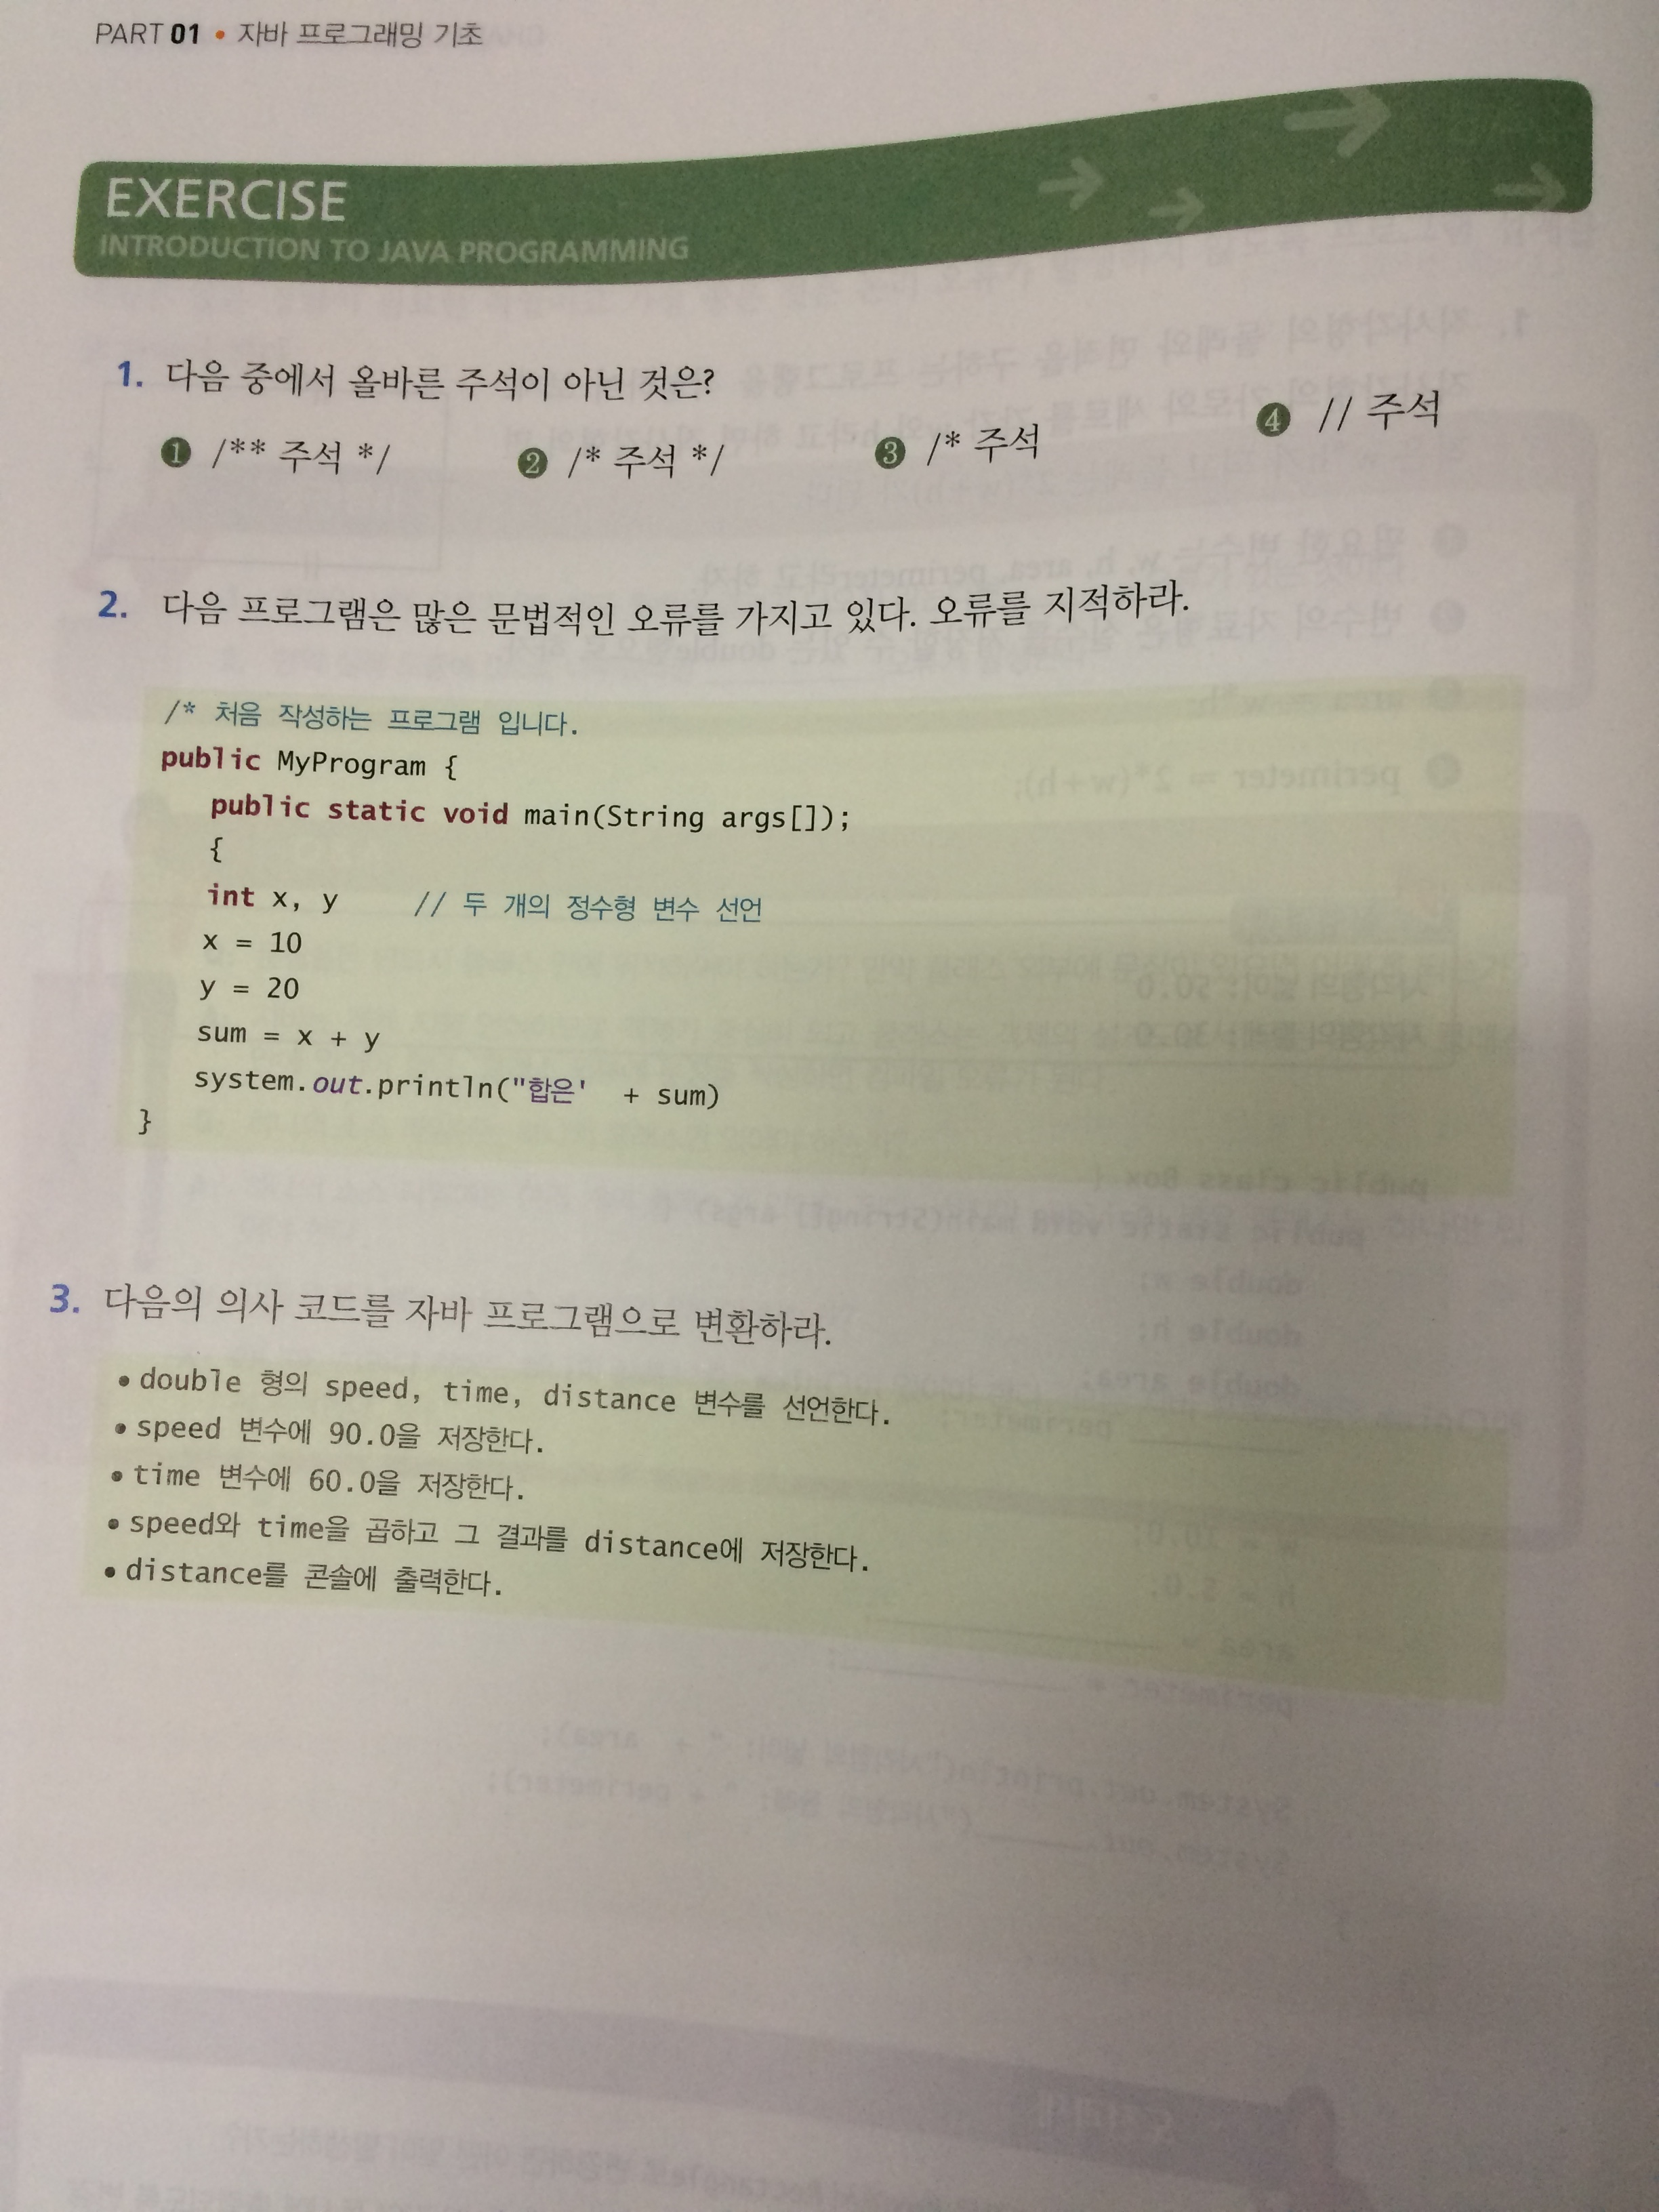 PART 01 • 자바 프로그래밍 기초
EXERCISE
INTRODUCTION TO JAVA PROGRAMMING
1. 다음 중에서 올바른 주석이 아닌 것은?
❶ /** 주석 */ ❷ /* 주석 */ ❸ /* 주석 ❹ // 주석
2. 다음 프로그램은 많은 문법적인 오류를 가지고 있다. 오류를 지적하라.
/* 처음 작성하는 프로그램 입니다.
public MyProgram {
public static void main(String args[]);
{
int x, y // 두 개의 정수형 변수 선언
x = 10
y = 20
sum = x + y
system.out.println("합은' + sum)
}
3. 다음의 의사 코드를 자바 프로그램으로 변환하라.
• double 형의 speed, time, distance 변수를 선언한다.
• speed 변수에 90.0을 저장한다.
• time 변수에 60.0을 저장한다.
• speed와 time을 곱하고 그 결과를 distance에 저장한다.
• distance를 콘솔에 출력한다.